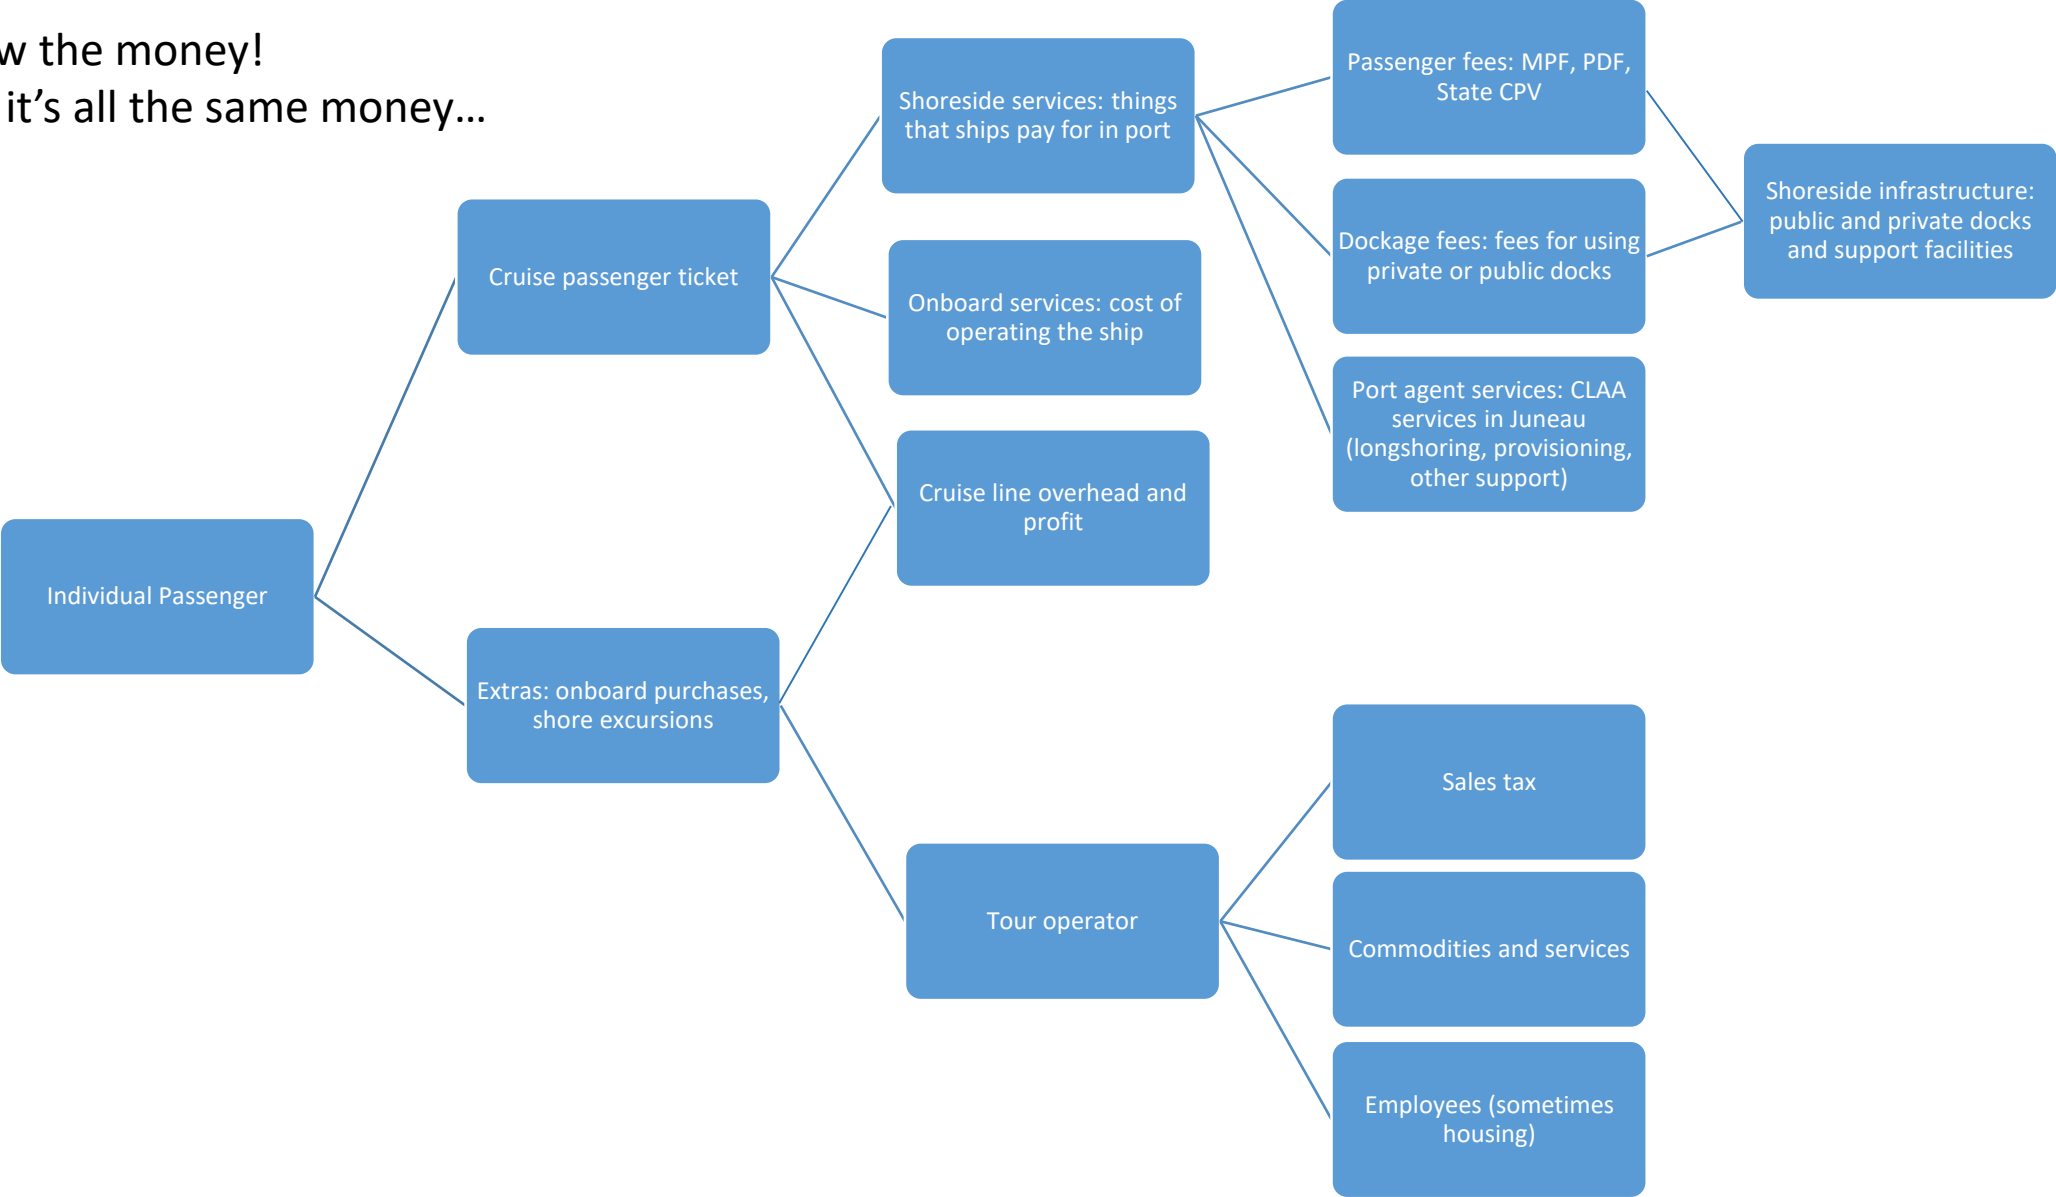 the money!
it's all the same money...
Shoreside services: things
that ships pay for in port
Passenger fees: MPF, PDF,
State CPV
Shoreside infrastructure:
public and private docks
and support facilities
Cruise passenger ticket
Dockage fees: fees for using
private or public docks
Onboard services: cost of
operating the ship
Port agent services: CLAA
services in Juneau
(longshoring, provisioning,
other support)
Cruise line overhead and
profit
Individual Passenger
Extras: onboard purchases,
shore excursions
Sales tax
Tour operator
Commodities and services
Employees (sometimes
housing)